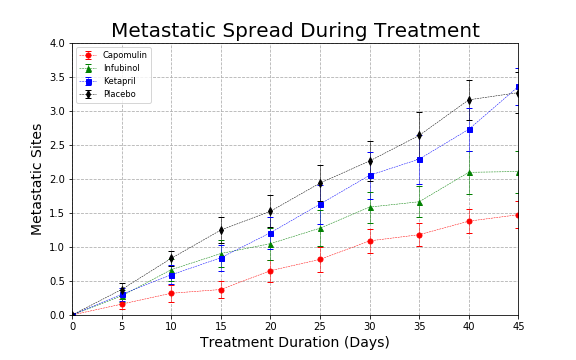 Metastatic Spread During Treatment
Capomulin
Infubinol
Ketapril
Placebo
Metastatic Sites
4.0
3.5
3.0
2.5
2.0
1.5
1.0
0.5
0.0
0 5 10 15 20 25 30 35 40 45
Treatment Duration (Days)